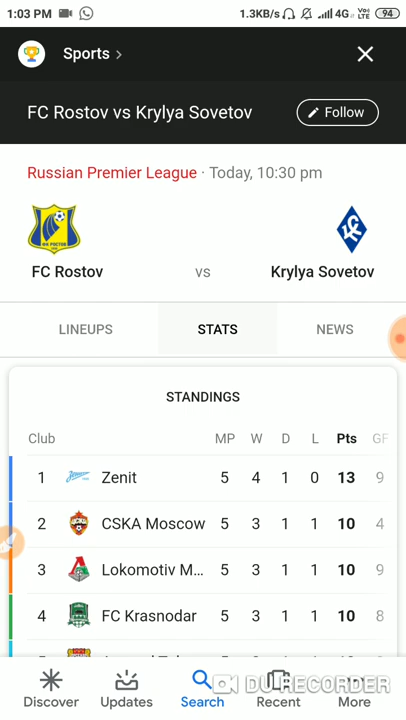 1:03 PM 1.3KB/s 4G Vo LTE 94
Sports
FC Rostov vs Krylya Sovetov Follow
Russian Premier League · Today, 10:30 pm
FC Rostov vs Krylya Sovetov
LINEUPS STATS NEWS
STANDINGS
Club MP W D L Pts GF
1 Zenit 5 4 1 0 13 9
2 CSKA Moscow 5 3 1 1 10 4
3 Lokomotiv M... 5 3 1 1 10 9
4 FC Krasnodar 5 3 1 1 10 8
DU RECORDER
Discover Updates Search Recent More